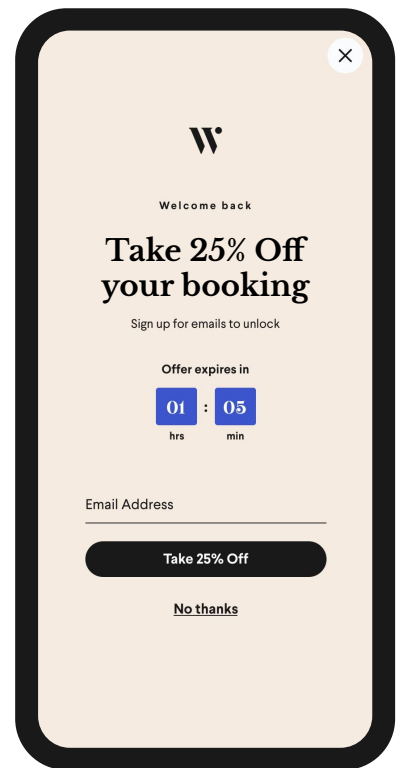 W
Welcome back
Take 25% Off
your booking
Sign up for emails to unlock
Offer expires in
01 : 05
hrs min
Email Address
Take 25% Off
No thanks